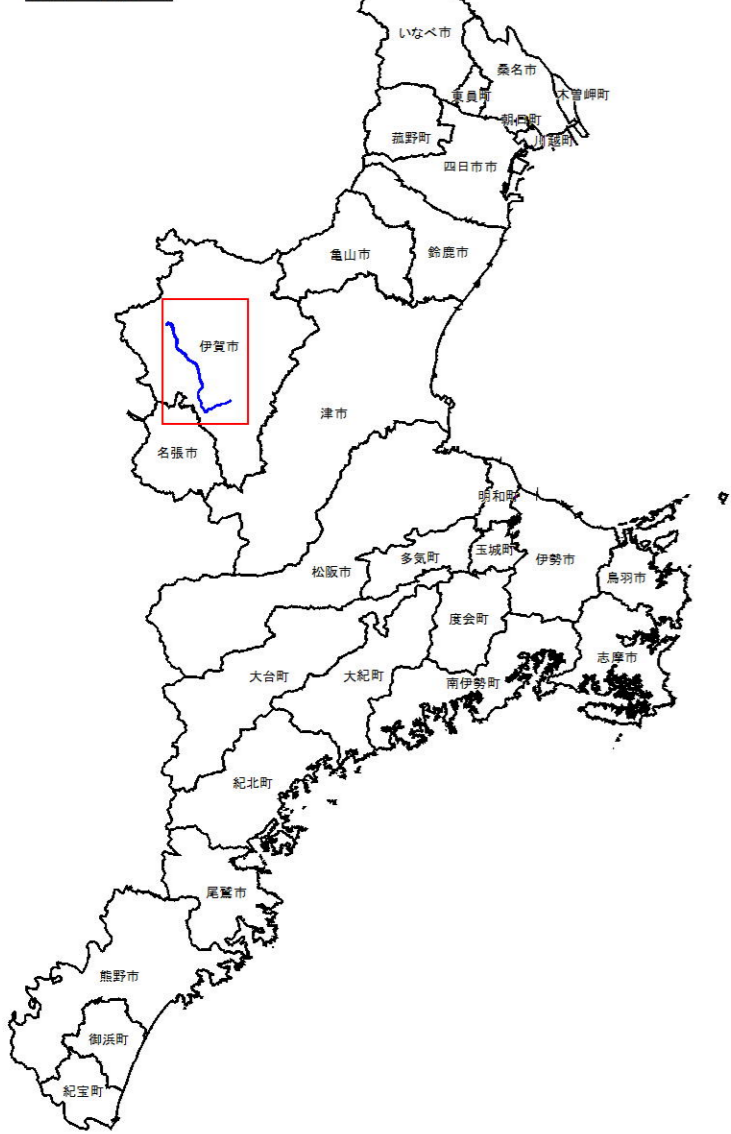 いなべ市
桑名市
東員町
木曽岬町
朝日町
菰野町
川越町
四日市市
亀山市
鈴鹿市
伊賀市
津市
名張市
明和町
玉城町
多気町
伊勢市
松阪市
鳥羽市
度会町
志摩市
大台町
大紀町
南伊勢町
紀北町
尾鷲市
熊野市
御浜町
紀宝町